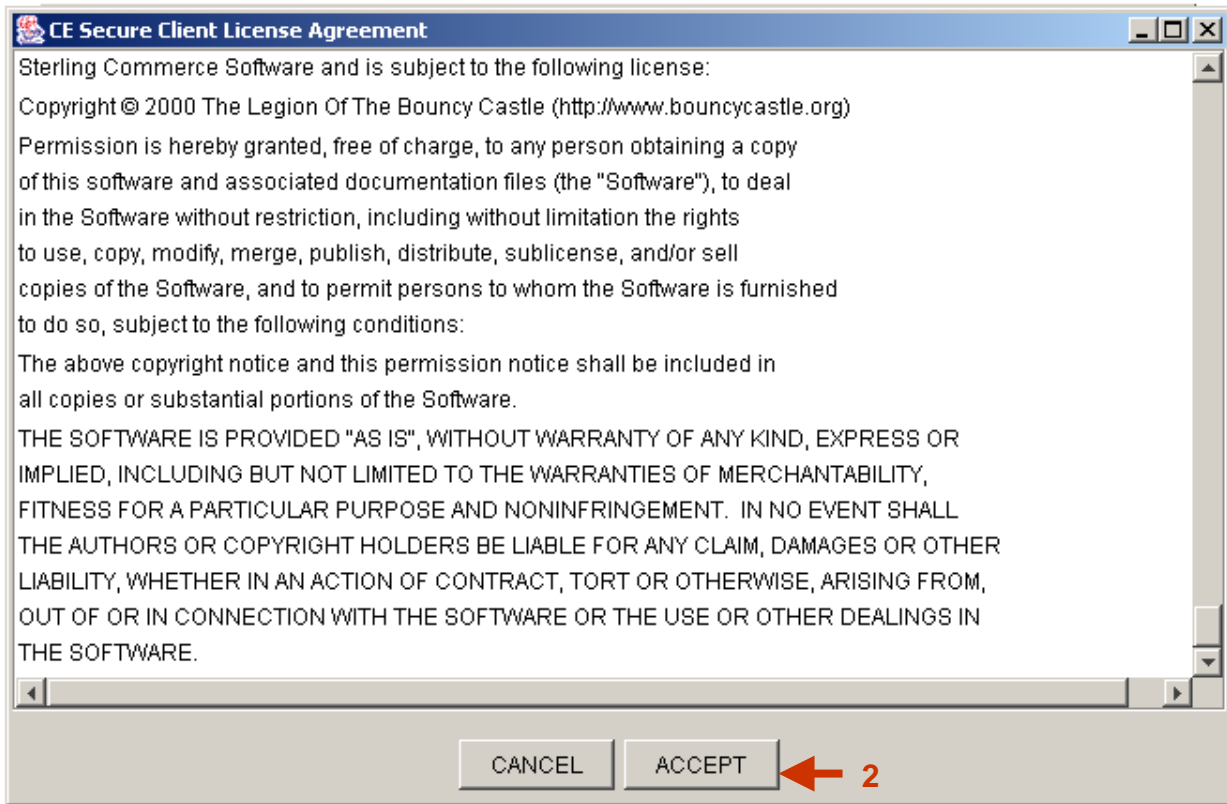 CE Secure Client License Agreement
Sterling Commerce Software and is subject to the following license:
Copyright © 2000 The Legion Of The Bouncy Castle (http://www.bouncycastle.org)
Permission is hereby granted, free of charge, to any person obtaining a copy
of this software and associated documentation files (the "Software"), to deal
in the Software without restriction, including without limitation the rights
to use, copy, modify, merge, publish, distribute, sublicense, and/or sell
copies of the Software, and to permit persons to whom the Software is furnished
to do so, subject to the following conditions:
The above copyright notice and this permission notice shall be included in
all copies or substantial portions of the Software.
THE SOFTWARE IS PROVIDED "AS IS", WITHOUT WARRANTY OF ANY KIND, EXPRESS OR
IMPLIED, INCLUDING BUT NOT LIMITED TO THE WARRANTIES OF MERCHANTABILITY,
FITNESS FOR A PARTICULAR PURPOSE AND NONINFRINGEMENT.  IN NO EVENT SHALL
THE AUTHORS OR COPYRIGHT HOLDERS BE LIABLE FOR ANY CLAIM, DAMAGES OR OTHER
LIABILITY, WHETHER IN AN ACTION OF CONTRACT, TORT OR OTHERWISE, ARISING FROM,
OUT OF OR IN CONNECTION WITH THE SOFTWARE OR THE USE OR OTHER DEALINGS IN
THE SOFTWARE.
CANCEL ACCEPT 2